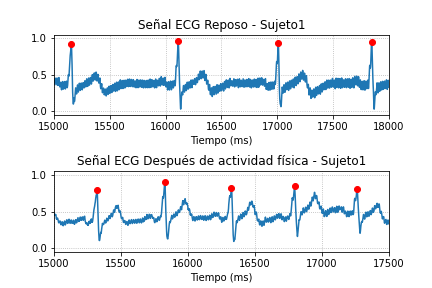 Señal ECG Reposo - Sujeto1
1.0
0.5
0.0
15000 15500 16000 16500 17000 17500 18000
Tiempo (ms)
Señal ECG Después de actividad física - Sujeto1
1.0
0.5
0.0
15000 15500 16000 16500 17000 17500
Tiempo (ms)